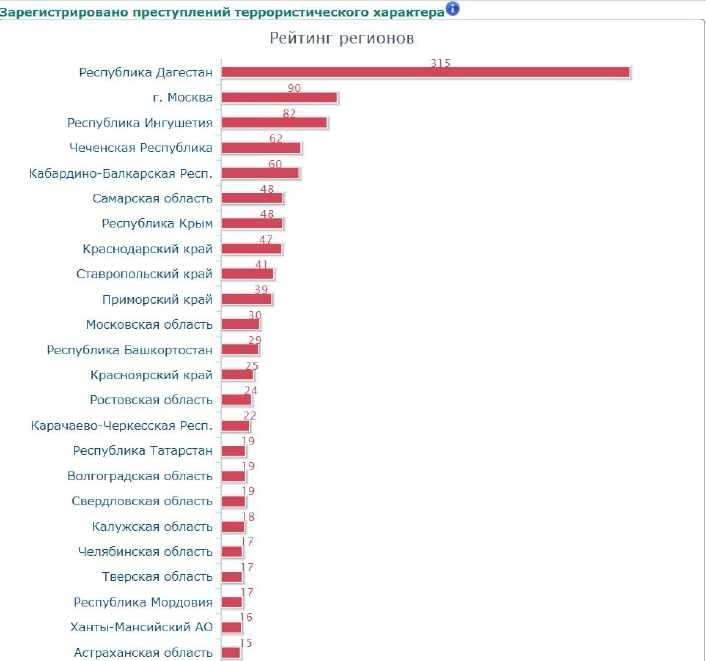 Зарегистрировано преступлений террористического характера
Рейтинг регионов
Республика Дагестан 315
г. Москва 90
Республика Ингушетия 82
Чеченская Республика 62
Кабардино-Балкарская Респ. 60
Самарская область 48
Республика Крым 48
Краснодарский край 47
Ставропольский край 41
Приморский край 39
Московская область 30
Республика Башкортостан 29
Красноярский край 25
Ростовская область 24
Карачаево-Черкесская Респ. 22
Республика Татарстан 19
Волгоградская область 19
Свердловская область 19
Калужская область 18
Челябинская область 17
Тверская область 17
Республика Мордовия 17
Ханты-Мансийский АО 16
Астраханская область 15